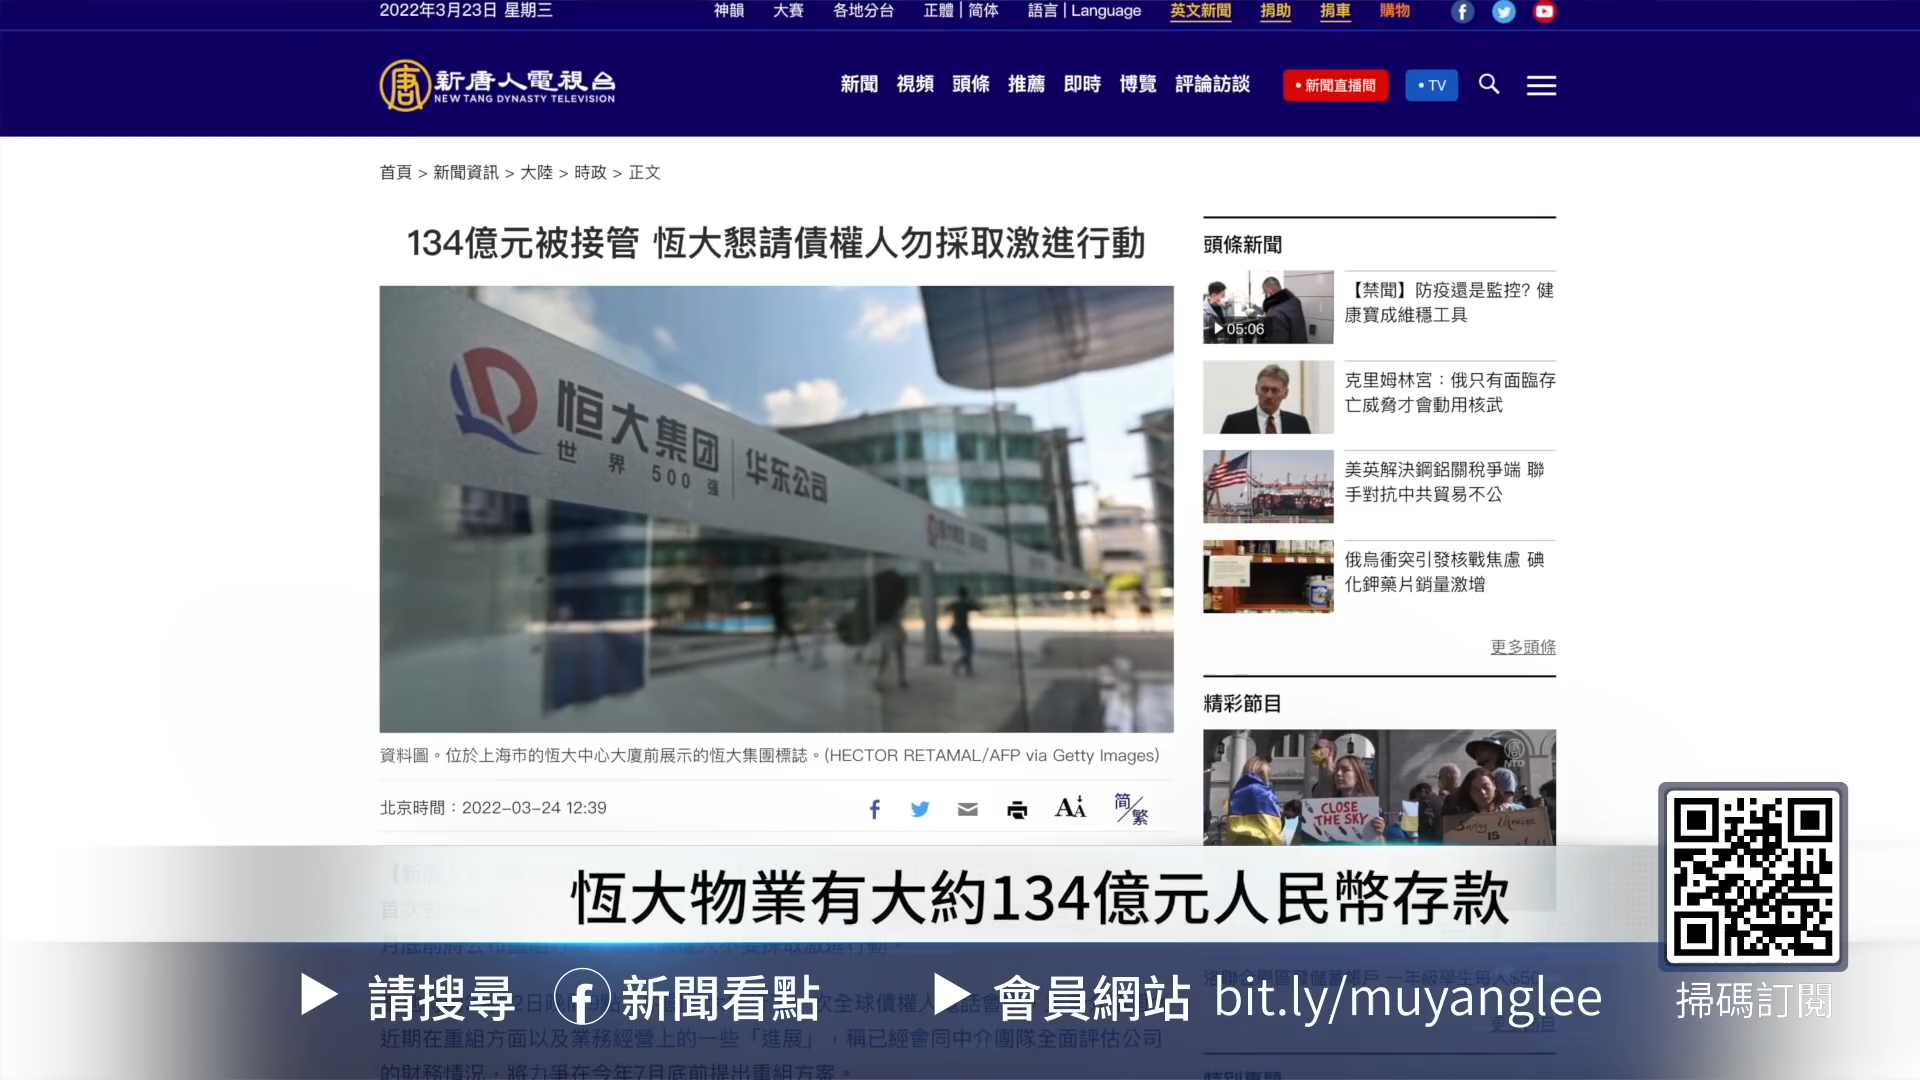 2022年3月23日 星期三
神韻 大賽 各地分台 正體 | 简体 語言 | Language 英文新聞 捐助 捐車 購物
唐 新唐人電視台
NEW TANG DYNASTY TELEVISION
新聞 視頻 頭條 推薦 即時 博覽 評論訪談 • 新聞直播間 • TV
首頁 > 新聞資訊 > 大陸 > 時政 > 正文
134億元被接管 恆大懇請債權人勿採取激進行動
恒大集团 | 华东公司
世界500强
資料圖。位於上海市的恆大中心大廈前展示的恆大集團標誌。(HECTOR RETAMAL/AFP via Getty Images)
北京時間：2022-03-24 12:39
简/繁
頭條新聞
05:06
【禁聞】防疫還是監控? 健
康寶成維穩工具
克里姆林宮：俄只有面臨存
亡威脅才會動用核武
美英解決鋼鋁關稅爭端 聯
手對抗中共貿易不公
俄烏衝突引發核戰焦慮 碘
化鉀藥片銷量激增
更多頭條
精彩節目
NTD
CLOSE
THE SKY
恆大物業有大約134億元人民幣存款
請搜尋 f 新聞看點 會員網站 bit.ly/muyanglee
掃碼訂閱
近期在重組方面以及業務經營上的一些「進展」，稱已經會同中介團隊全面評估公司
的財務情況，將力爭在今年7月底前提出重組方案。